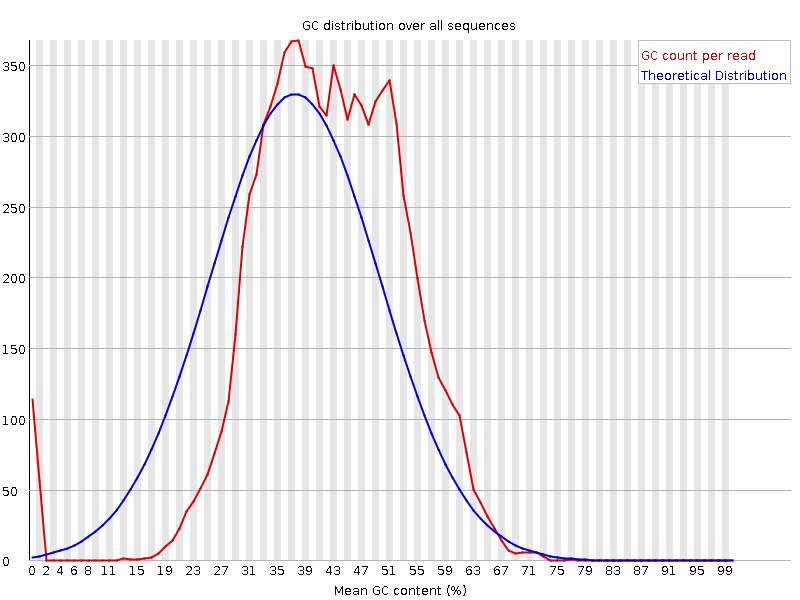 GC distribution over all sequences
GC count per read
Theoretical Distribution
350
300
250
200
150
100
50
0
0 2 4 6 8 11 15 19 23 27 31 35 39 43 47 51 55 59 63 67 71 75 79 83 87 91 95 99
Mean GC content (%)